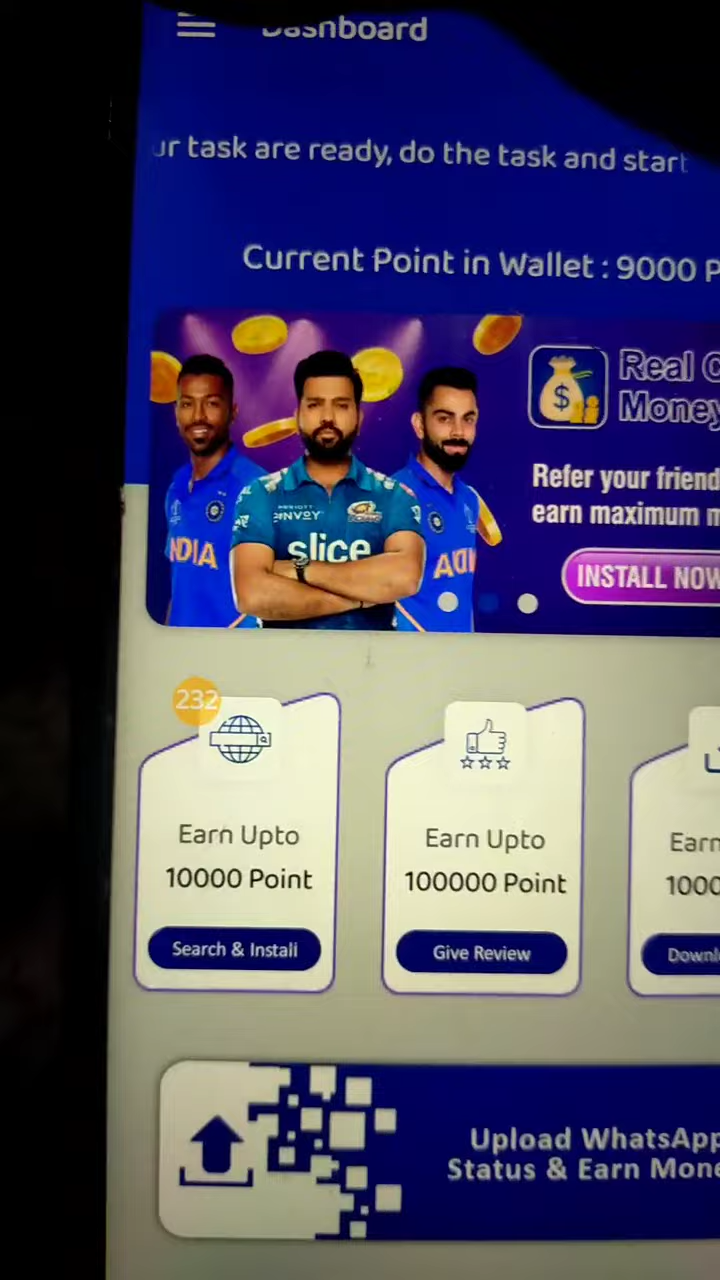 Dashboard
ur task are ready, do the task and start
Current Point in Wallet : 9000 P
Real C
Money
Refer your friend
earn maximum m
INSTALL NOW
INDIA
slice
232
Earn Upto
10000 Point
Search & Install
Earn Upto
100000 Point
Give Review
Earn
1000
Downl
Upload WhatsApp
Status & Earn Mone